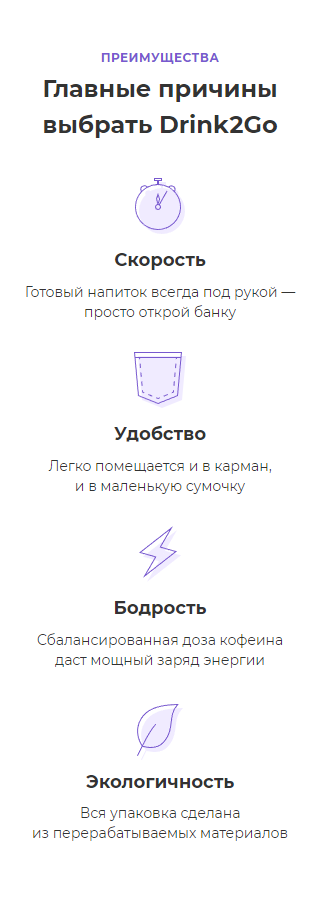 ПРЕИМУЩЕСТВА
Главные причины
выбрать Drink2Go
Скорость
Готовый напиток всегда под рукой —
просто открой банку
Удобство
Легко помещается и в карман,
и в маленькую сумочку
Бодрость
Сбалансированная доза кофеина
даст мощный заряд энергии
Экологичность
Вся упаковка сделана
из перерабатываемых материалов